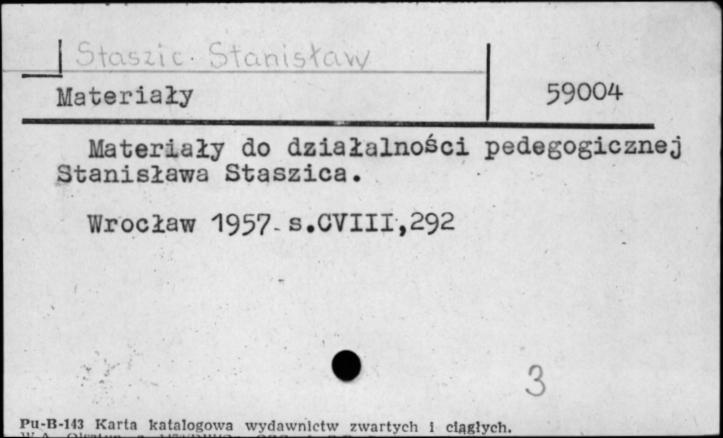 Staszic Stanisław
Materiały 59004
Materiały do działalności pedegogicznej
Stanisława Staszica.
Wrocław 1957 s.CVIII,292
3
Pu-B-143 Karta katalogowa wydawnictw zwartych i ciągłych.